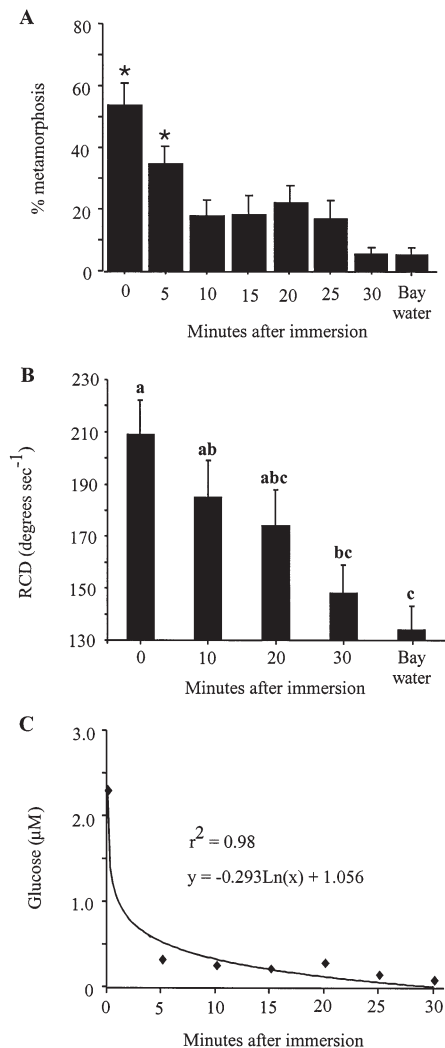 A
80
60
40
20
0
% metamorphosis
*
*
0 5 10 15 20 25 30 Bay water
Minutes after immersion
B
230
210
190
170
150
130
RCD (degrees sec-1)
a
ab
abc
bc
c
0 10 20 30 Bay water
Minutes after immersion
C
3.0
2.0
1.0
0
Glucose (µM)
r2 = 0.98
y = -0.293Ln(x) + 1.056
0 5 10 15 20 25 30
Minutes after immersion